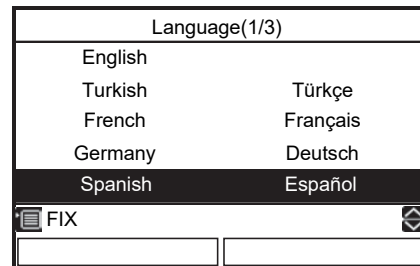 Language(1/3)
English
Turkish Türkçe
French Français
Germany Deutsch
Spanish Español
FIX